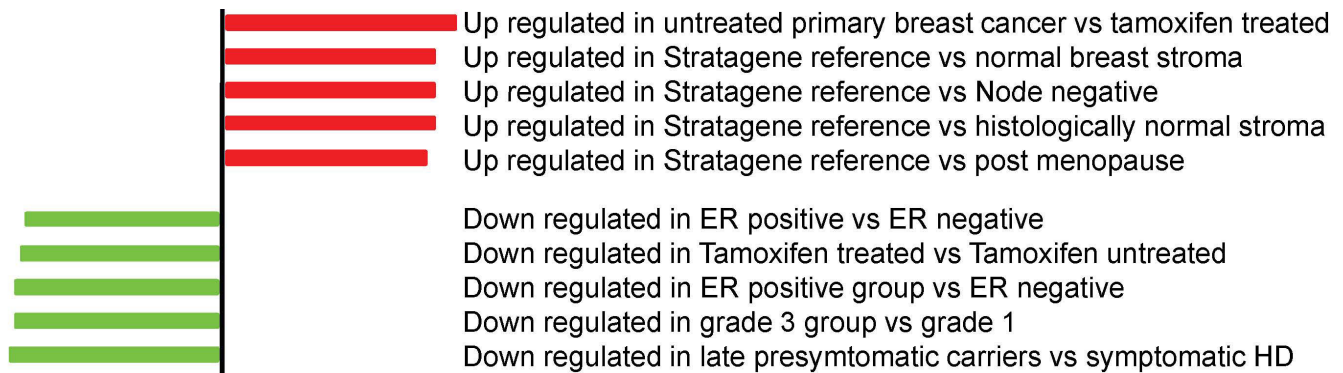 Up regulated in untreated primary breast cancer vs tamoxifen treated
Up regulated in Stratagene reference vs normal breast stroma
Up regulated in Stratagene reference vs Node negative
Up regulated in Stratagene reference vs histologically normal stroma
Up regulated in Stratagene reference vs post menopause
Down regulated in ER positive vs ER negative
Down regulated in Tamoxifen treated vs Tamoxifen untreated
Down regulated in ER positive group vs ER negative
Down regulated in grade 3 group vs grade 1
Down regulated in late presymtomatic carriers vs symptomatic HD